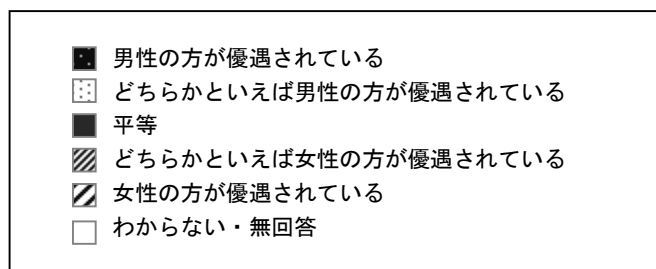 男性の方が優遇されている
どちらかといえば男性の方が優遇されている
平等
どちらかといえば女性の方が優遇されている
女性の方が優遇されている
わからない・無回答